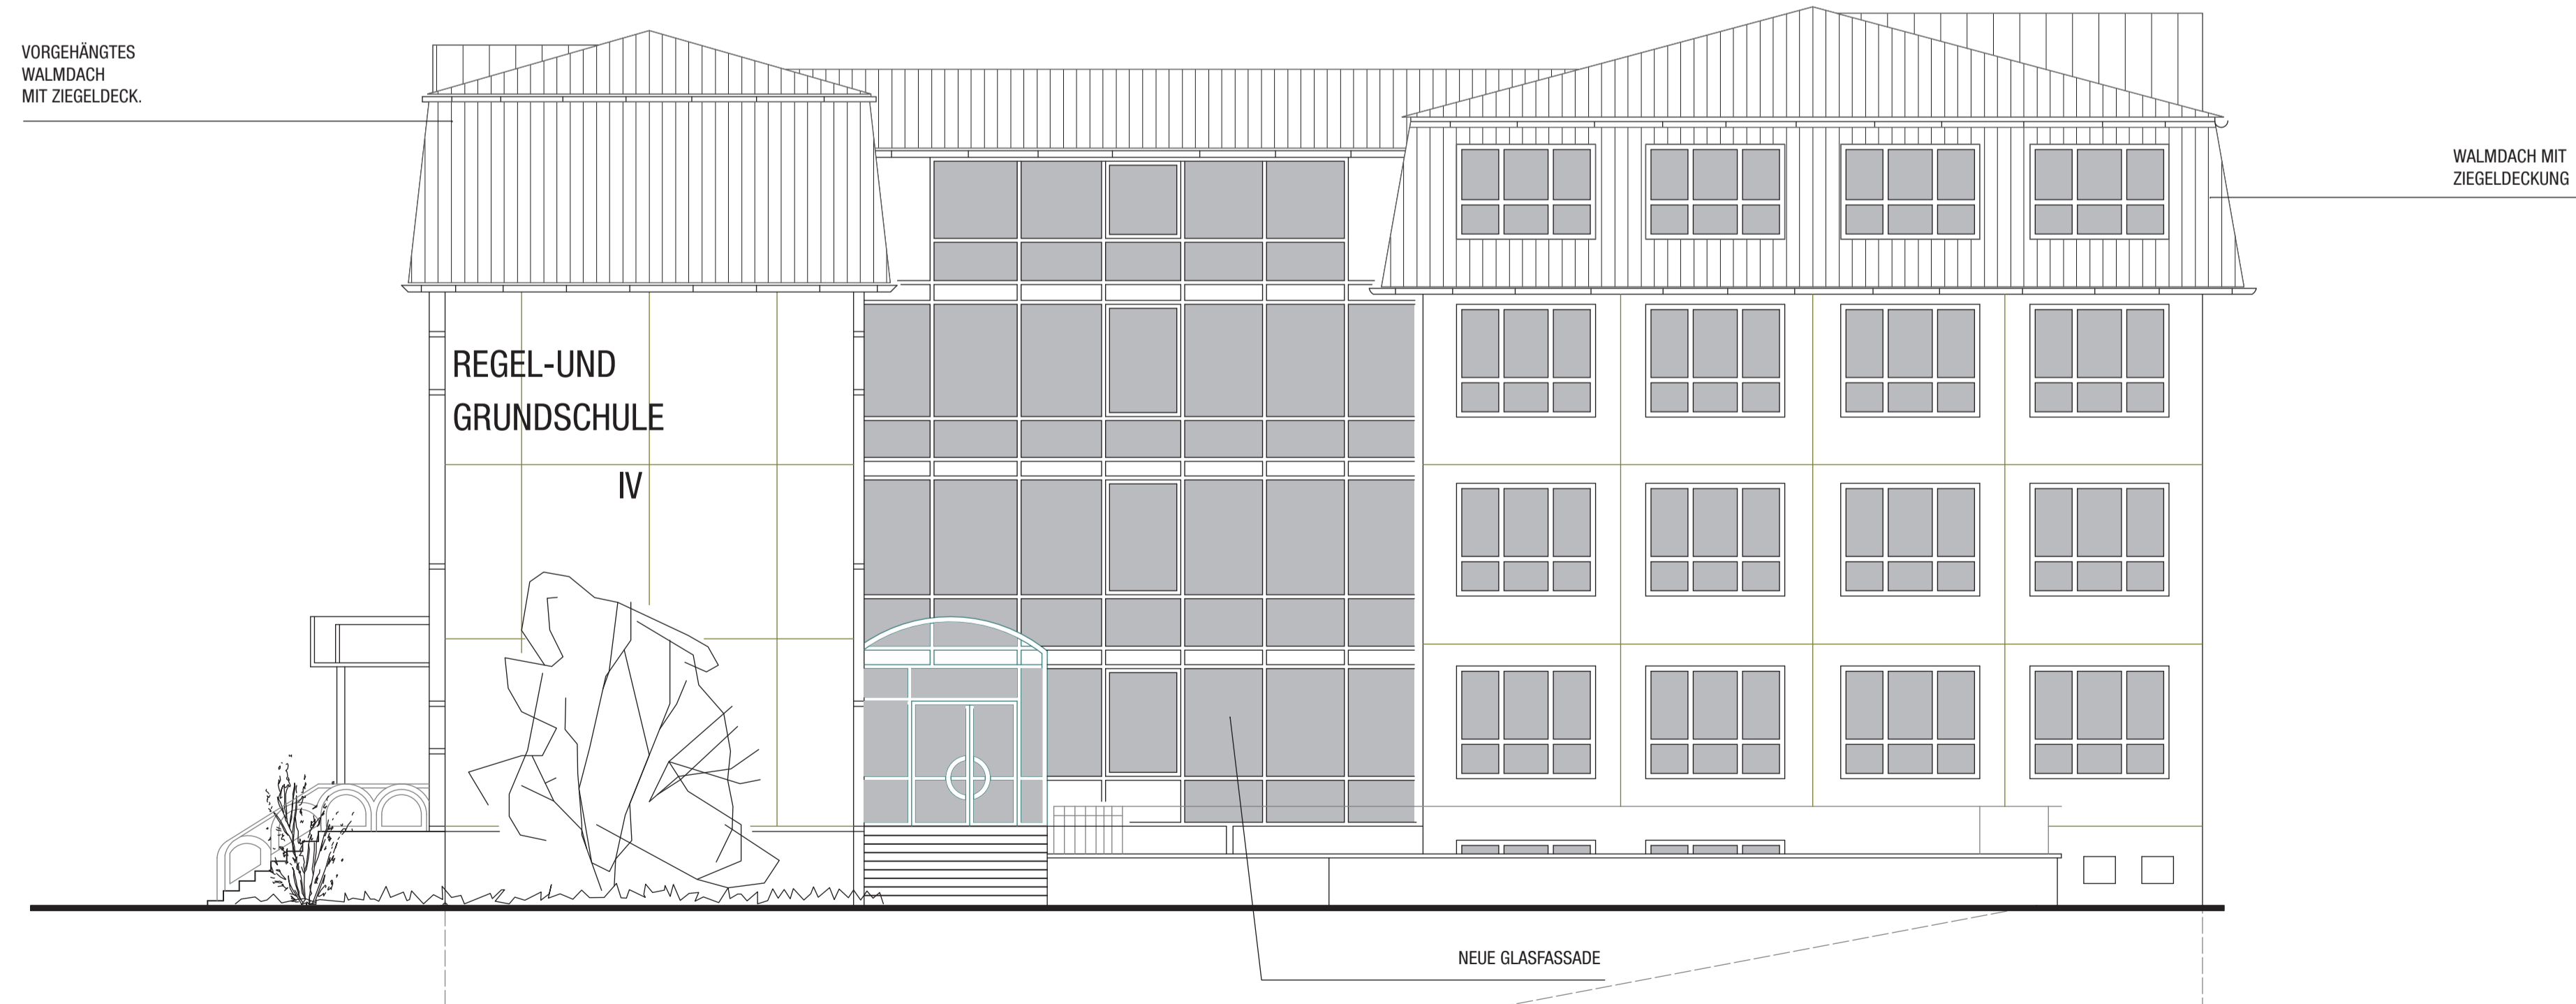 VORGEHÄNGTES
WALMDACH
MIT ZIEGELDECK.
WALMDACH MIT
ZIEGELDECKUNG
REGEL-UND
GRUNDSCHULE
IV
NEUE GLASFASSADE